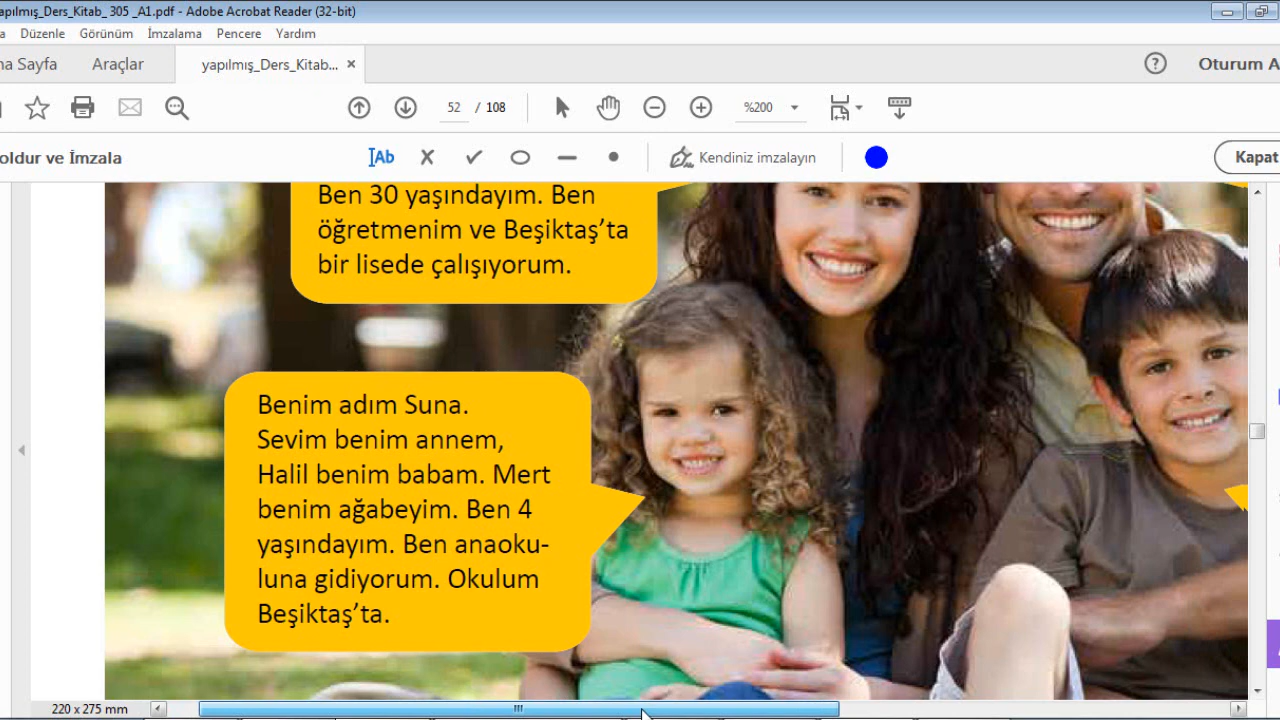 apılmış_Ders_Kitab_ 305 _A1.pdf - Adobe Acrobat Reader (32-bit)
Düzenle Görünüm İmzalama Pencere Yardım
na Sayfa Araçlar yapılmış_Ders_Kitab... × ? Oturum A
52 / 108 %200
oldur ve İmzala Ab Kendiniz imzalayın Kapat
Ben 30 yaşındayım. Ben
öğretmenim ve Beşiktaş’ta
bir lisede çalışıyorum.
Benim adım Suna.
Sevim benim annem,
Halil benim babam. Mert
benim ağabeyim. Ben 4
yaşındayım. Ben anaoku-
luna gidiyorum. Okulum
Beşiktaş’ta.
220 x 275 mm